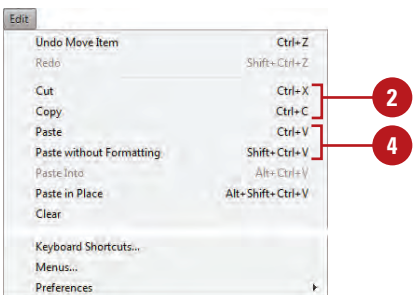 Edit
Undo Move Item Ctrl+Z
Redo Shift+Ctrl+Z
Cut Ctrl+X
Copy Ctrl+C
2
Paste Ctrl+V
Paste without Formatting Shift+Ctrl+V
4
Paste Into Alt+Ctrl+V
Paste in Place Alt+Shift+Ctrl+V
Clear
Keyboard Shortcuts...
Menus...
Preferences